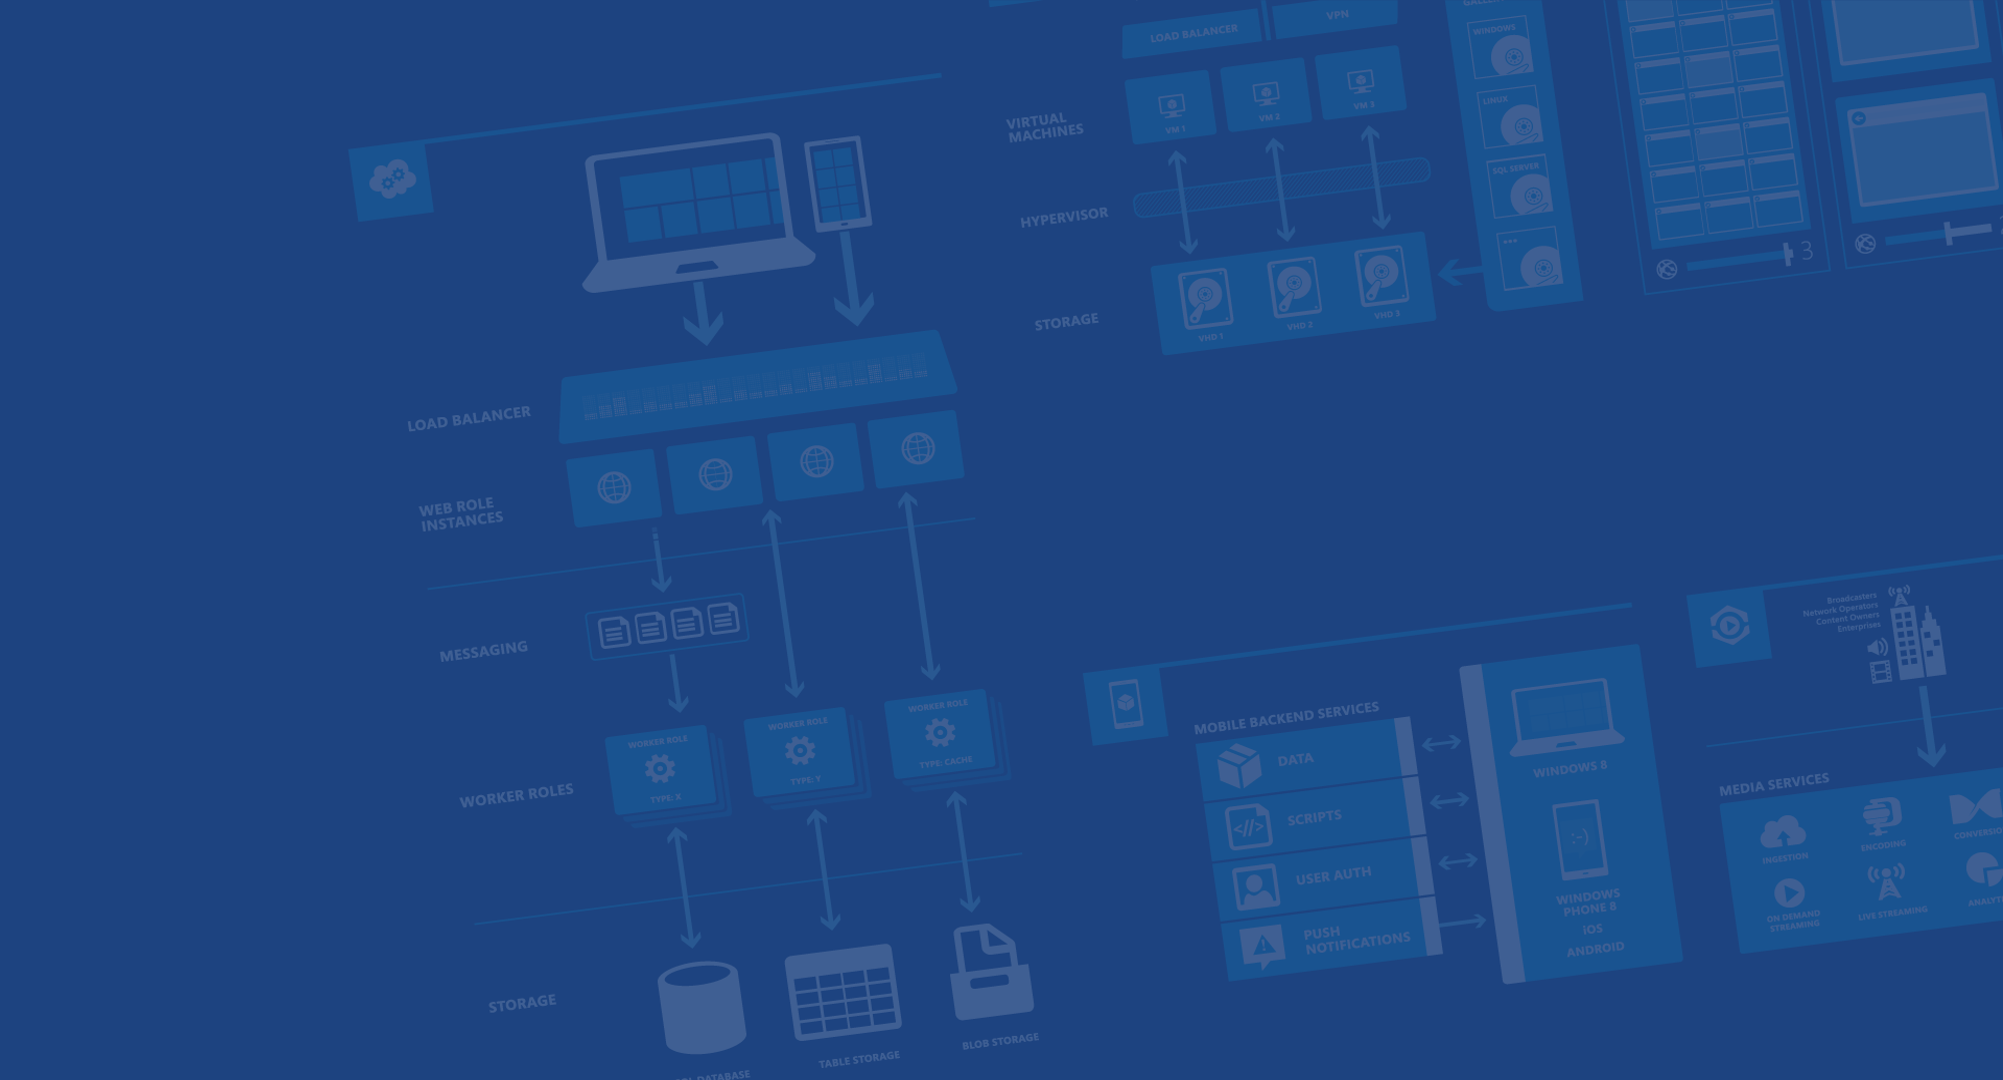 LOAD BALANCER
WEB ROLE
INSTANCES
MESSAGING
WORKER ROLE
TYPE: X
WORKER ROLE
TYPE: Y
WORKER ROLE
TYPE: CACHE
WORKER ROLES
STORAGE
DATABASE
TABLE STORAGE
BLOB STORAGE
LOAD BALANCER
VPN
VIRTUAL
MACHINES
VM 1
VM 2
VM 3
HYPERVISOR
STORAGE
VHD 1
VHD 2
VHD 3
WINDOWS
LINUX
SQL SERVER
3
MOBILE BACKEND SERVICES
DATA
SCRIPTS
USER AUTH
PUSH
NOTIFICATIONS
WINDOWS 8
:-)
WINDOWS
PHONE 8
iOS
ANDROID
Broadcasters
Network Operators
Content Owners
Enterprises
MEDIA SERVICES
INGESTION
ENCODING
CONVERSIO
ON DEMAND
STREAMING
LIVE STREAMING
ANALYT